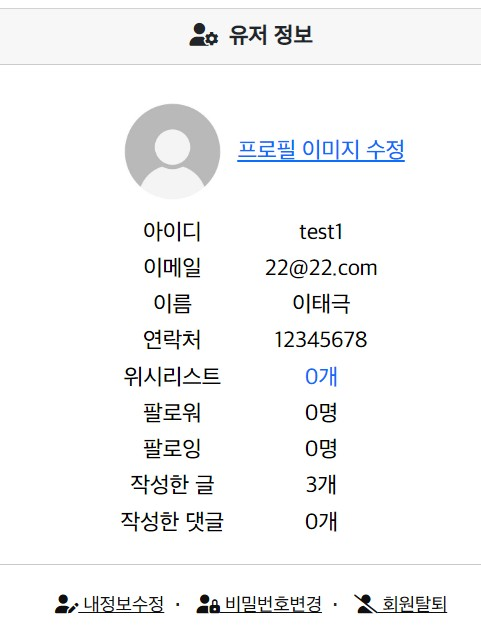 유저 정보
프로필 이미지 수정
아이디 test1
이메일 22@22.com
이름 이태극
연락처 12345678
위시리스트 0개
팔로워 0명
팔로잉 0명
작성한 글 3개
작성한 댓글 0개
내정보수정 · 비밀번호변경 · 회원탈퇴